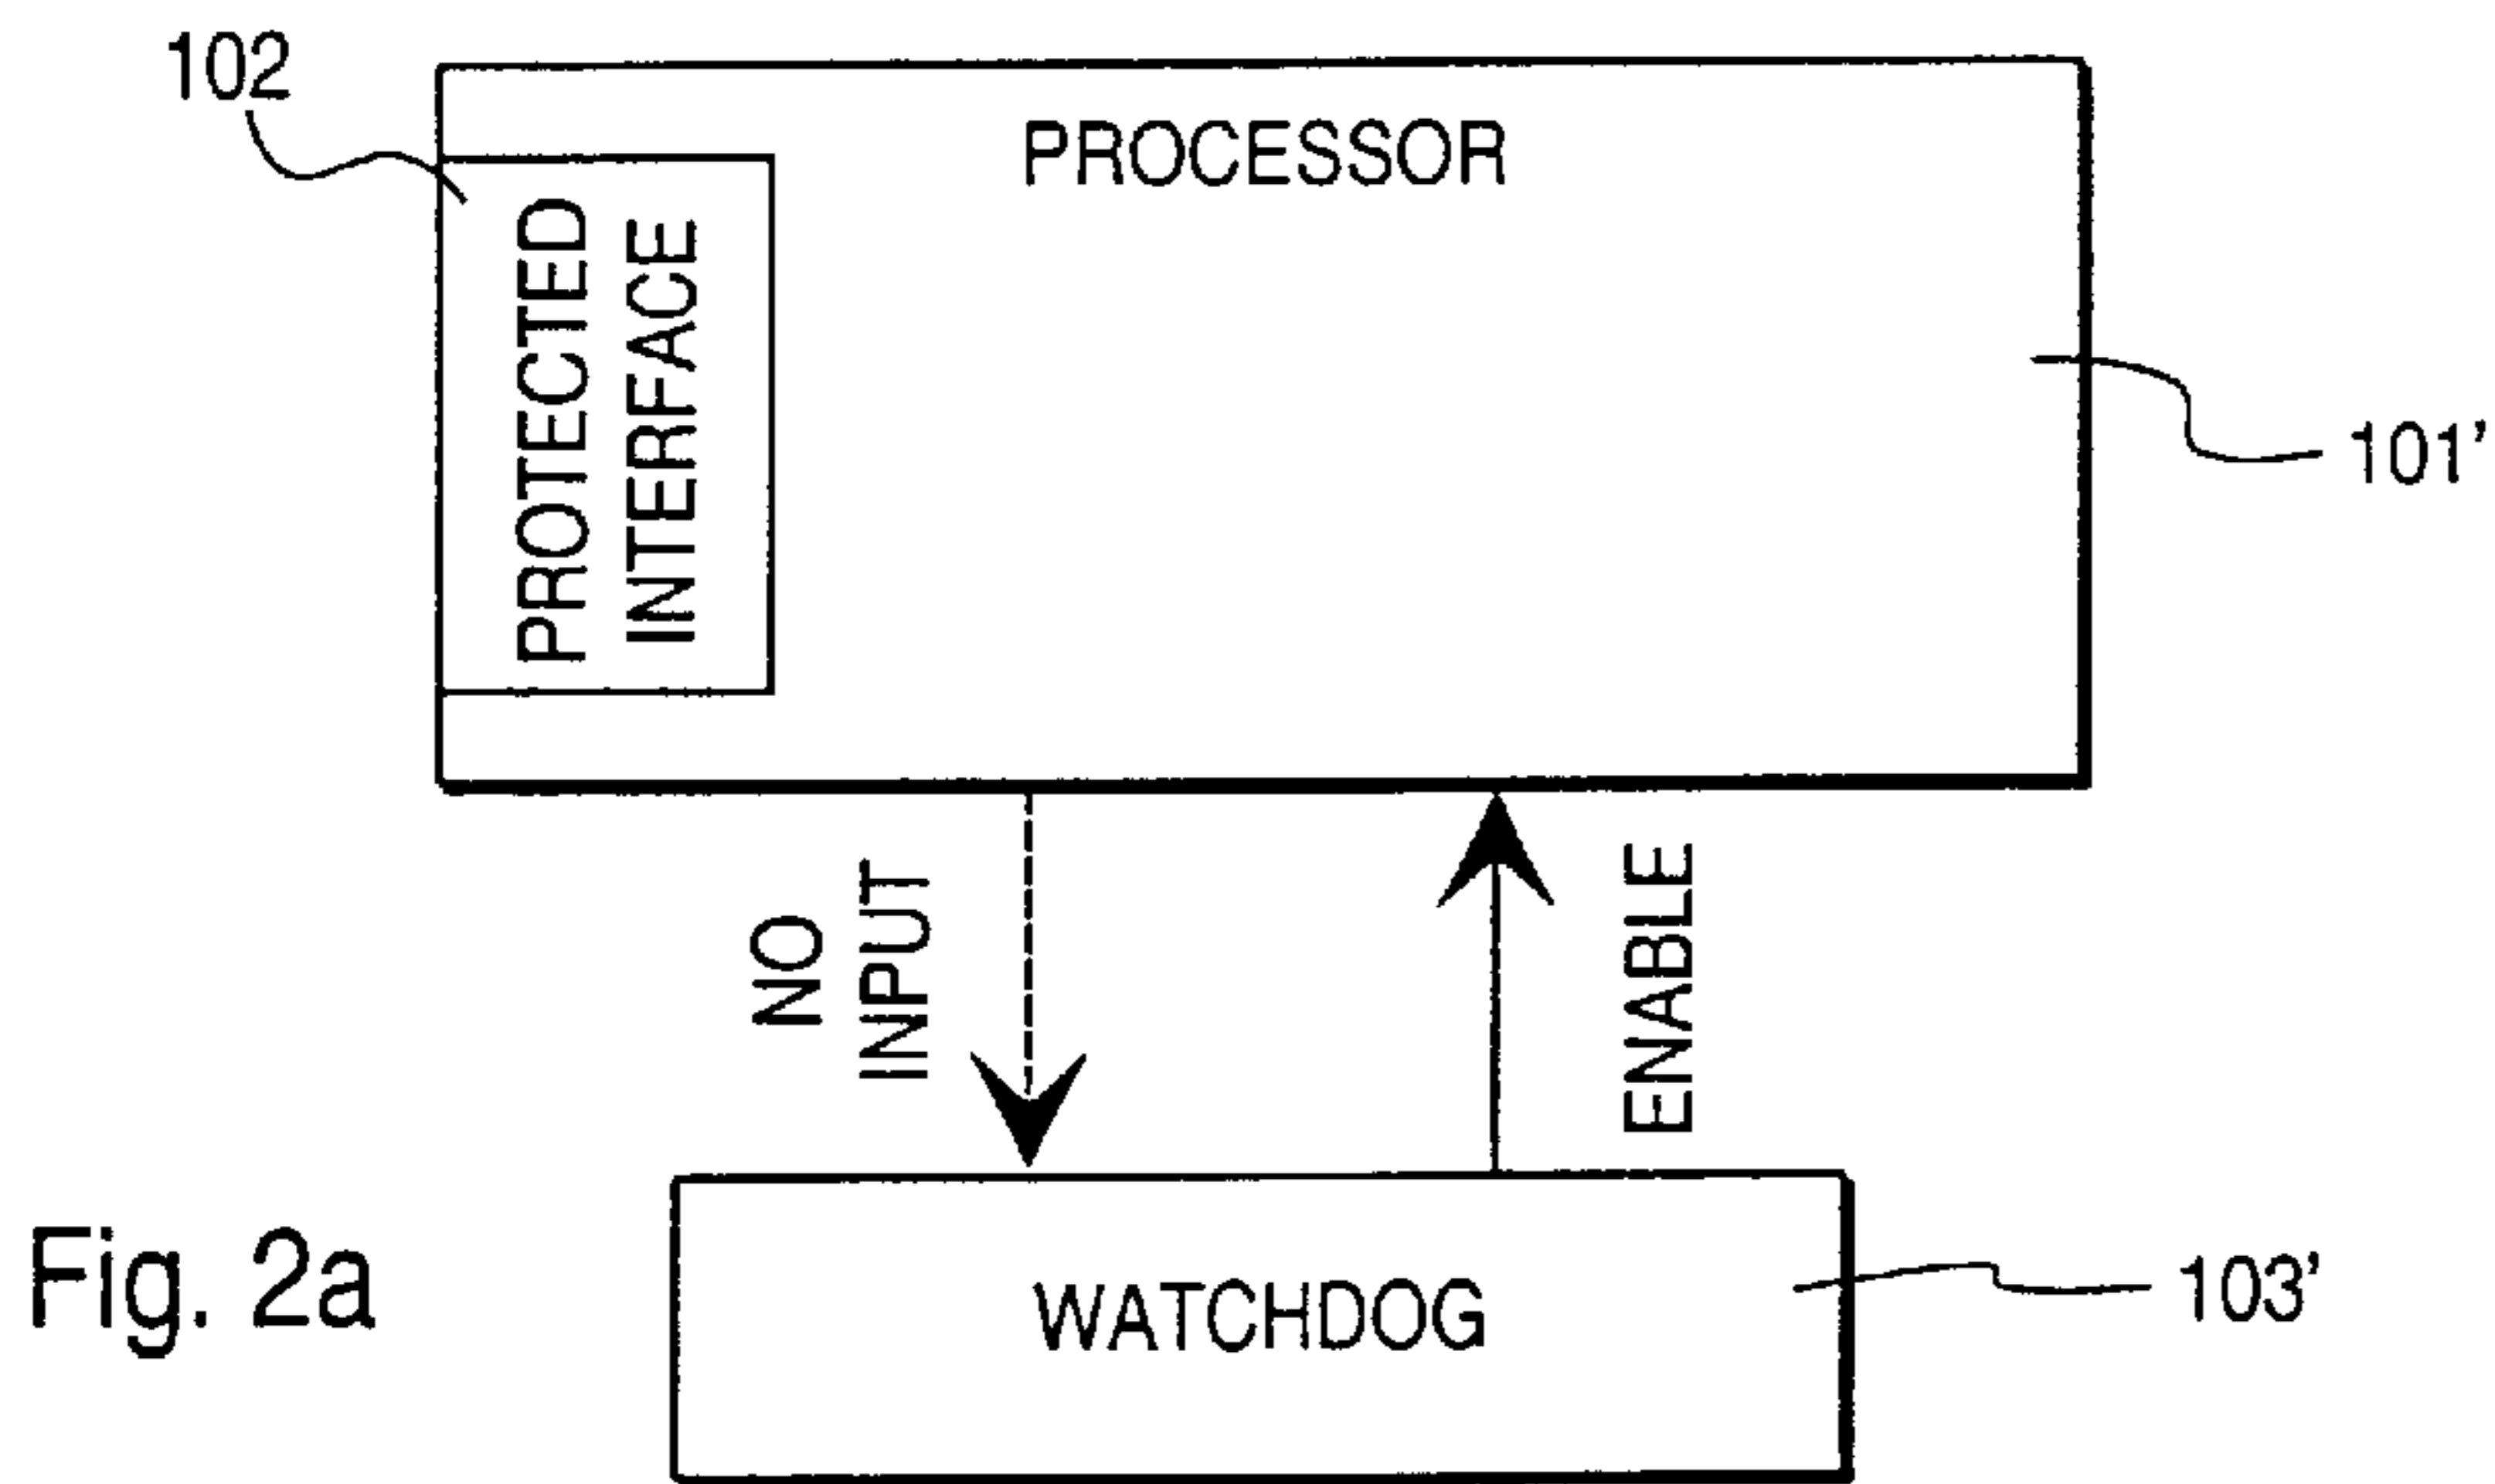 102
PROCESSOR
PROTECTED
INTERFACE
101'
NO
INPUT
ENABLE
WATCHDOG
103'
Fig. 2a